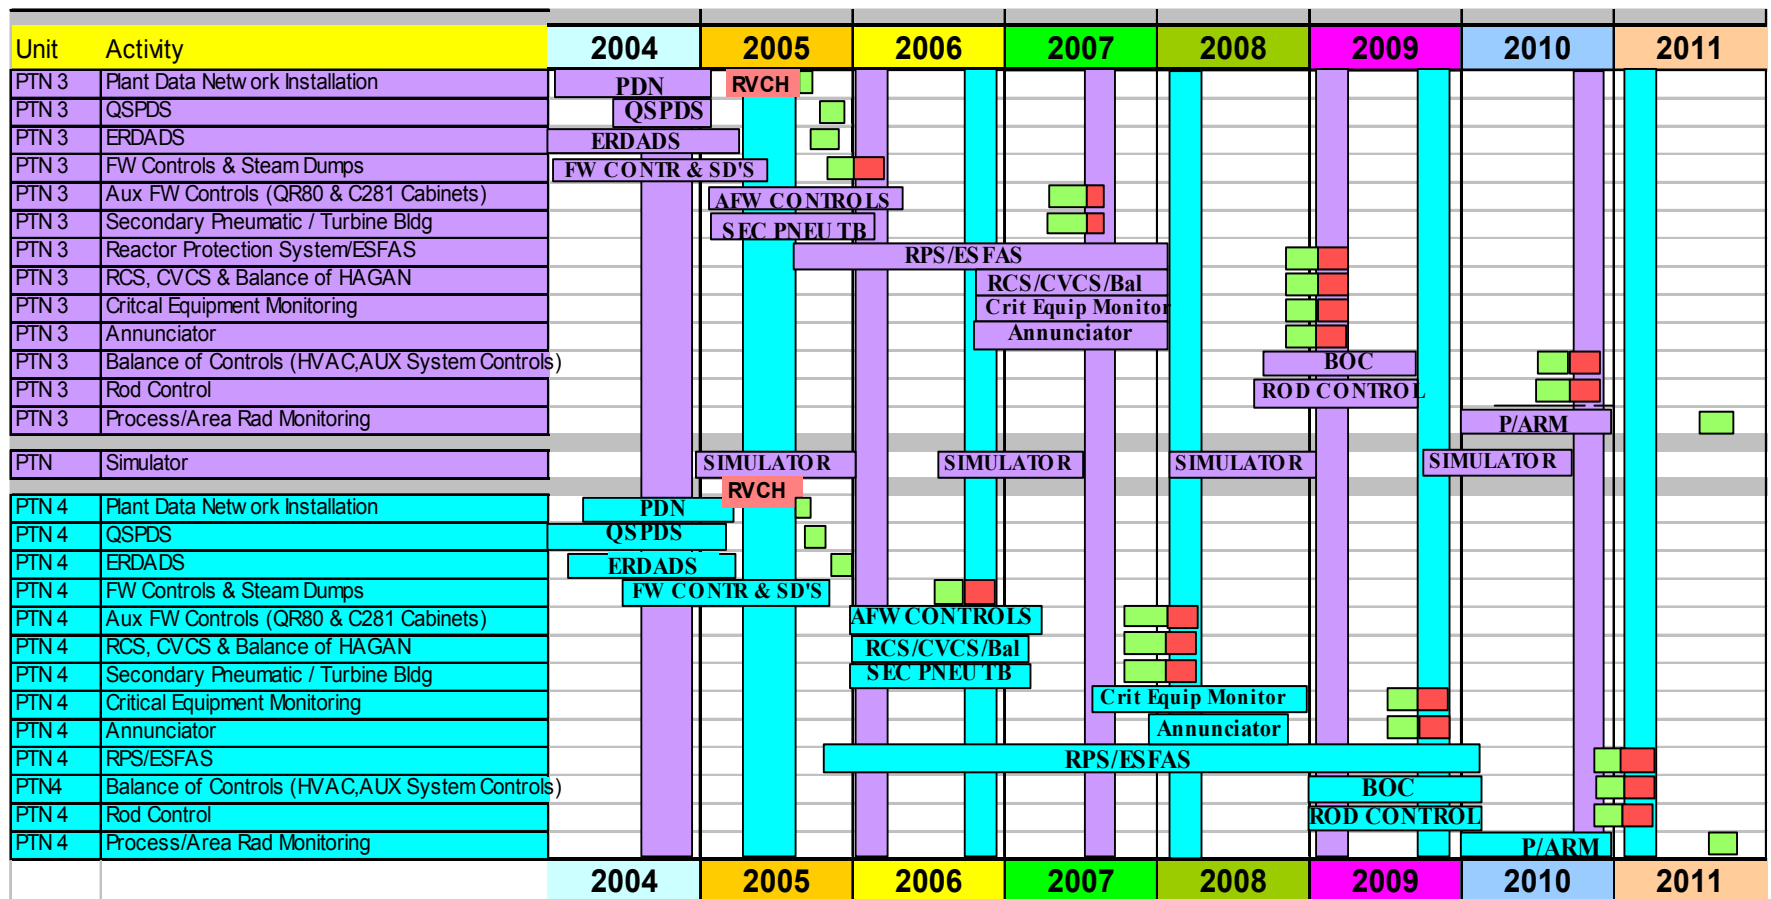 Unit Activity 2004 2005 2006 2007 2008 2009 2010 2011
PTN 3 Plant Data Network Installation PDN RVCH
PTN 3 QSPDS QSPDS
PTN 3 ERDADS ERDADS
PTN 3 FW Controls & Steam Dumps FW CONTR & SD'S
PTN 3 Aux FW Controls (QR80 & C281 Cabinets) AFW CONTROLS
PTN 3 Secondary Pneumatic / Turbine Bldg SEC PNEU TB
PTN 3 Reactor Protection System/ESFAS RPS/ESFAS
PTN 3 RCS, CVCS & Balance of HAGAN RCS/CVCS/Bal
PTN 3 Critcal Equipment Monitoring Crit Equip Monitor
PTN 3 Annunciator Annunciator
PTN 3 Balance of Controls (HVAC,AUX System Controls) BOC
PTN 3 Rod Control ROD CONTROL
PTN 3 Process/Area Rad Monitoring P/ARM
PTN Simulator SIMULATOR SIMULATOR SIMULATOR SIMULATOR
RVCH
PTN 4 Plant Data Network Installation PDN
PTN 4 QSPDS QSPDS
PTN 4 ERDADS ERDADS
PTN 4 FW Controls & Steam Dumps FW CONTR & SD'S
PTN 4 Aux FW Controls (QR80 & C281 Cabinets) AFW CONTROLS
PTN 4 RCS, CVCS & Balance of HAGAN RCS/CVCS/Bal
PTN 4 Secondary Pneumatic / Turbine Bldg SEC PNEU TB
PTN 4 Critical Equipment Monitoring Crit Equip Monitor
PTN 4 Annunciator Annunciator
PTN 4 RPS/ESFAS RPS/ESFAS
PTN4 Balance of Controls (HVAC,AUX System Controls) BOC
PTN 4 Rod Control ROD CONTROL
PTN 4 Process/Area Rad Monitoring P/ARM
2004 2005 2006 2007 2008 2009 2010 2011